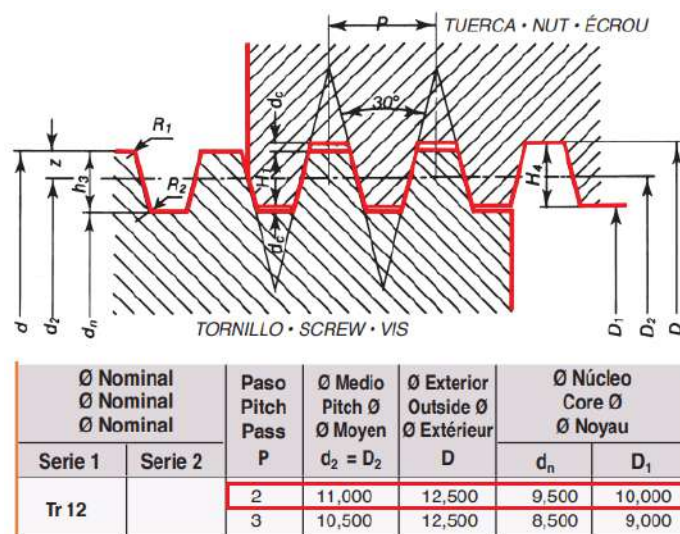 P
TUERCA • NUT • ÉCROU
dc
30°
R1
z
h3
H1
H4
R2
dc
d
d2
dn
D1
D2
D
TORNILLO • SCREW • VIS
Ø Nominal
Ø Nominal
Ø Nominal
Paso
Pitch
Pass
P
Ø Medio
Pitch Ø
Ø Moyen
d2 = D2
Ø Exterior
Outside Ø
Ø Extérieur
D
Ø Núcleo
Core Ø
Ø Noyau
Serie 1 Serie 2
dn D1
Tr 12
2 11,000 12,500 9,500 10,000
3 10,500 12,500 8,500 9,000